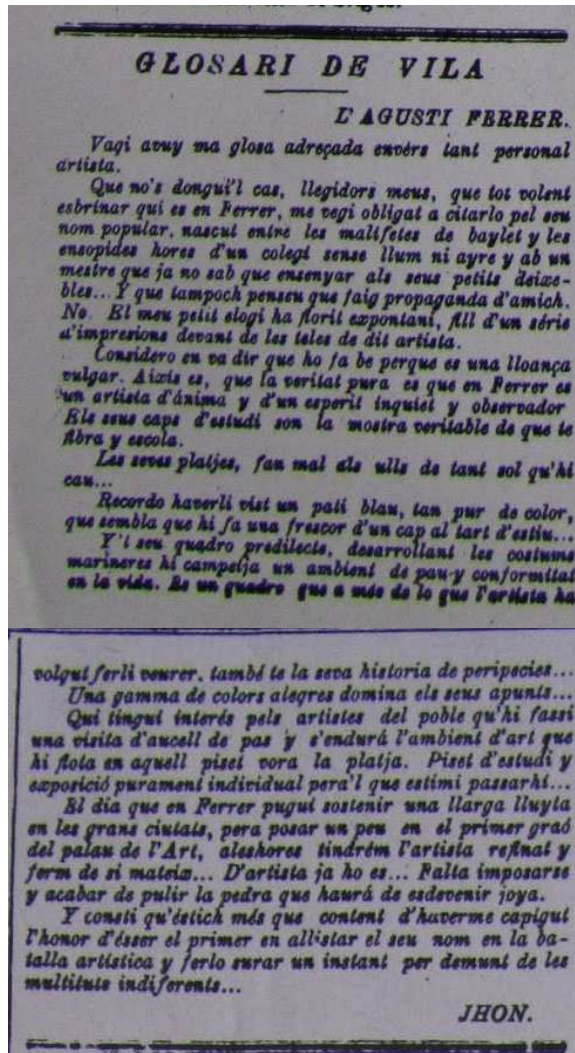 GLOSARI DE VILA
L'AGUSTI FERRER.
Vagi avuy ma glosa adreçada envérs tant personal
artista.
Que no's dongui'l cas, llegidors meus, que tot volent
esbrinar qui es en Ferrer, me vegi obligat a citarlo pel seu
nom popular, nascut entre les malifetes de baylet y les
ensopides hores d'un colegi sense llum ni ayre y ab un
mestre que ja no sab que ensenyar als seus petits deixe-
bles... Y que tampoch penseu que faig propaganda d'amich.
No. El meu petit elogi ha florit expontani, fill d'un série
d'impresions devant de les teles de dit artista.
Considero en va dir que ho fa be perque es una lloança
vulgar. Aixis es, que la veritat pura es que en Ferrer es
un artista d'ánima y d'un esperit inquiet y observador
Els seus caps d'estudi son la mostra veritable de que te
fibra y escola.
Les seves platjes, fan mal als ulls de tant sol qu'hi
cau...
Recordo haverli vist un pati blau, tan pur de color,
que sembla que hi fa una frescor d'un cap al tart d'estiu...
Y'l seu quadro predilecte, desarrollant les costums
marineres hi campeija un ambient de pau y conformitat
en la vida. Es un quadro que a més de lo que l'artista ha
volgut ferli veurer, també te la seva historia de peripecies...
Una gamma de colors alegres domina els seus apunts...
Qui tingui interés pels artistes del poble qu'hi fassi
una visita d'aucell de pas y s'endurá l'ambient d'art que
hi flota en aquell piset vora la platja. Piset d'estudi y
exposició purament individual pera'l que estimi passarhi...
El dia que en Ferrer pugui sostenir una llarga lluyta
en les grans ciutats, pera posar un peu en el primer graó
del palau de l'Art, aleshores tindrém l'artista refinat y
ferm de si mateix... D'artista ja ho es... Falta imposarse
y acabar de pulir la pedra que haurá de esdevenir joya.
Y consti qu'éstich més que content d'haverme capigut
l'honor d'ésser el primer en allistar el seu nom en la ba-
talla artística y ferlo surar un instant per demunt de les
multituts indiferents...
JHON.